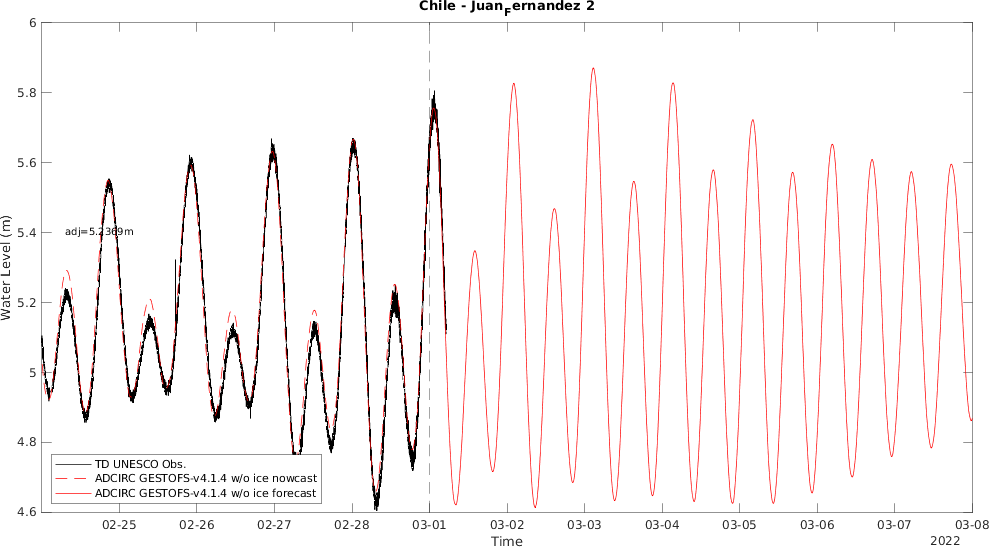 Chile - Juan_Fernandez 2
6
5.8
5.6
5.4
5.2
5
4.8
4.6
Water Level (m)
adj=5.2369m
TD UNESCO Obs.
ADCIRC GESTOFS-v4.1.4 w/o ice nowcast
ADCIRC GESTOFS-v4.1.4 w/o ice forecast
02-25 02-26 02-27 02-28 03-01 03-02 03-03 03-04 03-05 03-06 03-07 03-08
Time
2022